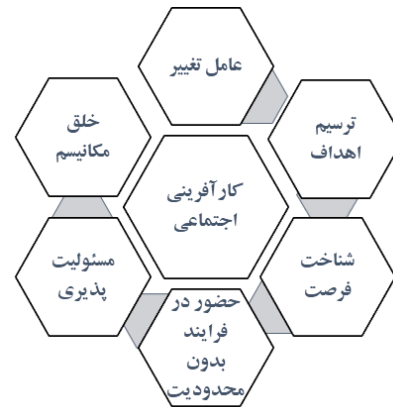 عامل تغییر
ترسیم
اهداف
شناخت
فرصت
حضور در
فرایند
بدون
محدودیت
مسئولیت
پذیری
خلق
مکانیسم
کارآفرینی
اجتماعی